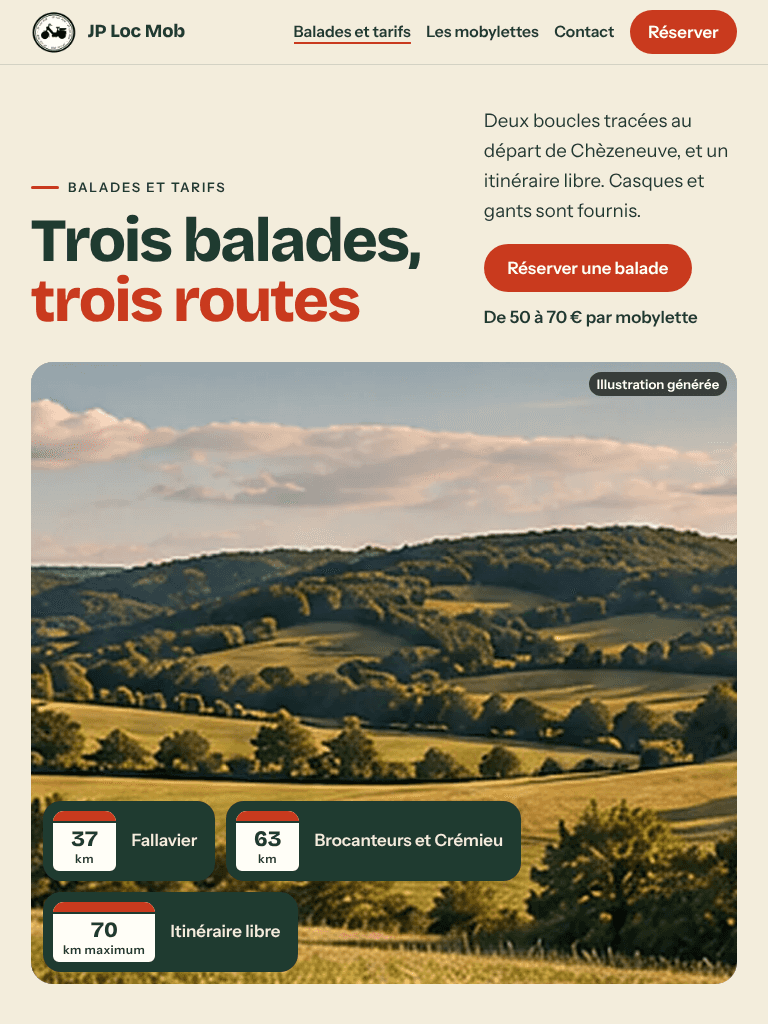 JP Loc Mob
Balades et tarifs
Les mobylettes
Contact
Réserver
BALADES ET TARIFS
Trois balades,
trois routes
Deux boucles tracées au
départ de Chèzeneuve, et un
itinéraire libre. Casques et
gants sont fournis.
Réserver une balade
De 50 à 70 € par mobylette
Illustration générée
37
km
Fallavier
63
km
Brocanteurs et Crémieu
70
km maximum
Itinéraire libre